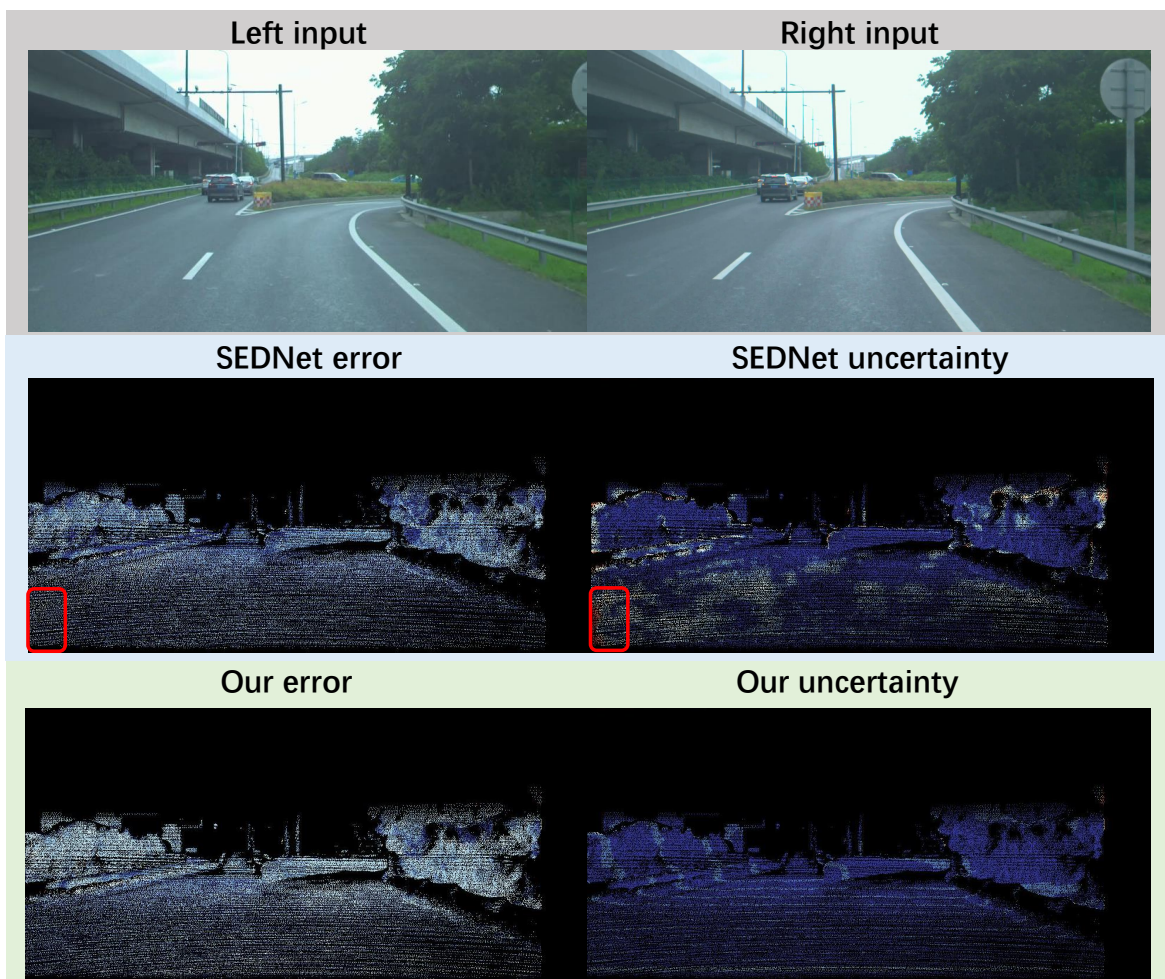 Left input
Right input
SEDNet error
SEDNet uncertainty
Our error
Our uncertainty